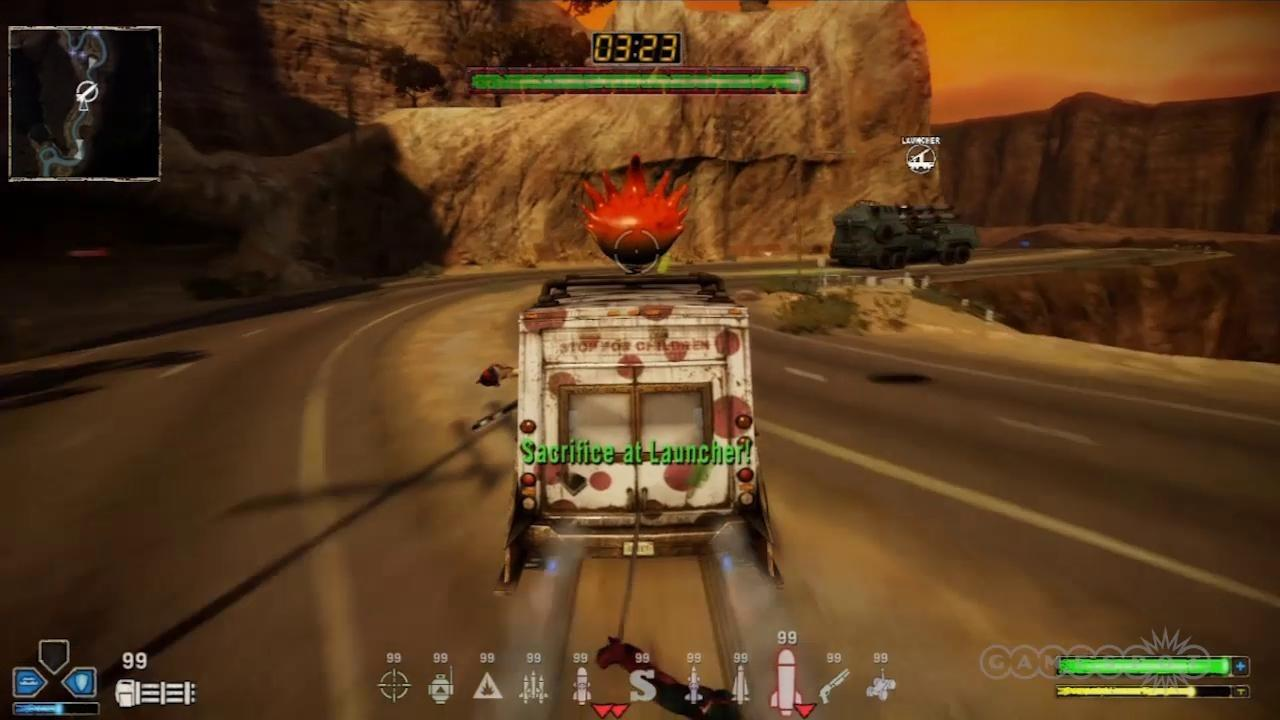 03:23
LAUNCHER
STOP FOR CHILDREN
Sacrifice at Launcher!
99
99 99 99 99 99 99 99 99 99 99 99
S
GAMESPOT